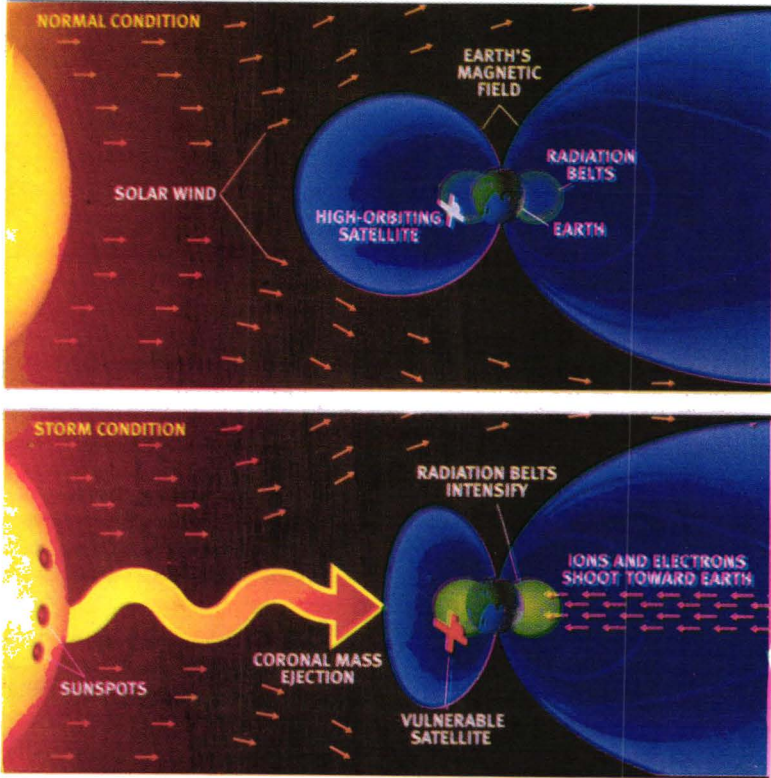 NORMAL CONDITION
EARTH'S
MAGNETIC
FIELD
RADIATION
BELTS
SOLAR WIND
HIGH-ORBITING
SATELLITE
EARTH
STORM CONDITION
RADIATION BELTS
INTENSIFY
IONS AND ELECTRONS
SHOOT TOWARD EARTH
CORONAL MASS
EJECTION
SUNSPOTS
VULNERABLE
SATELLITE